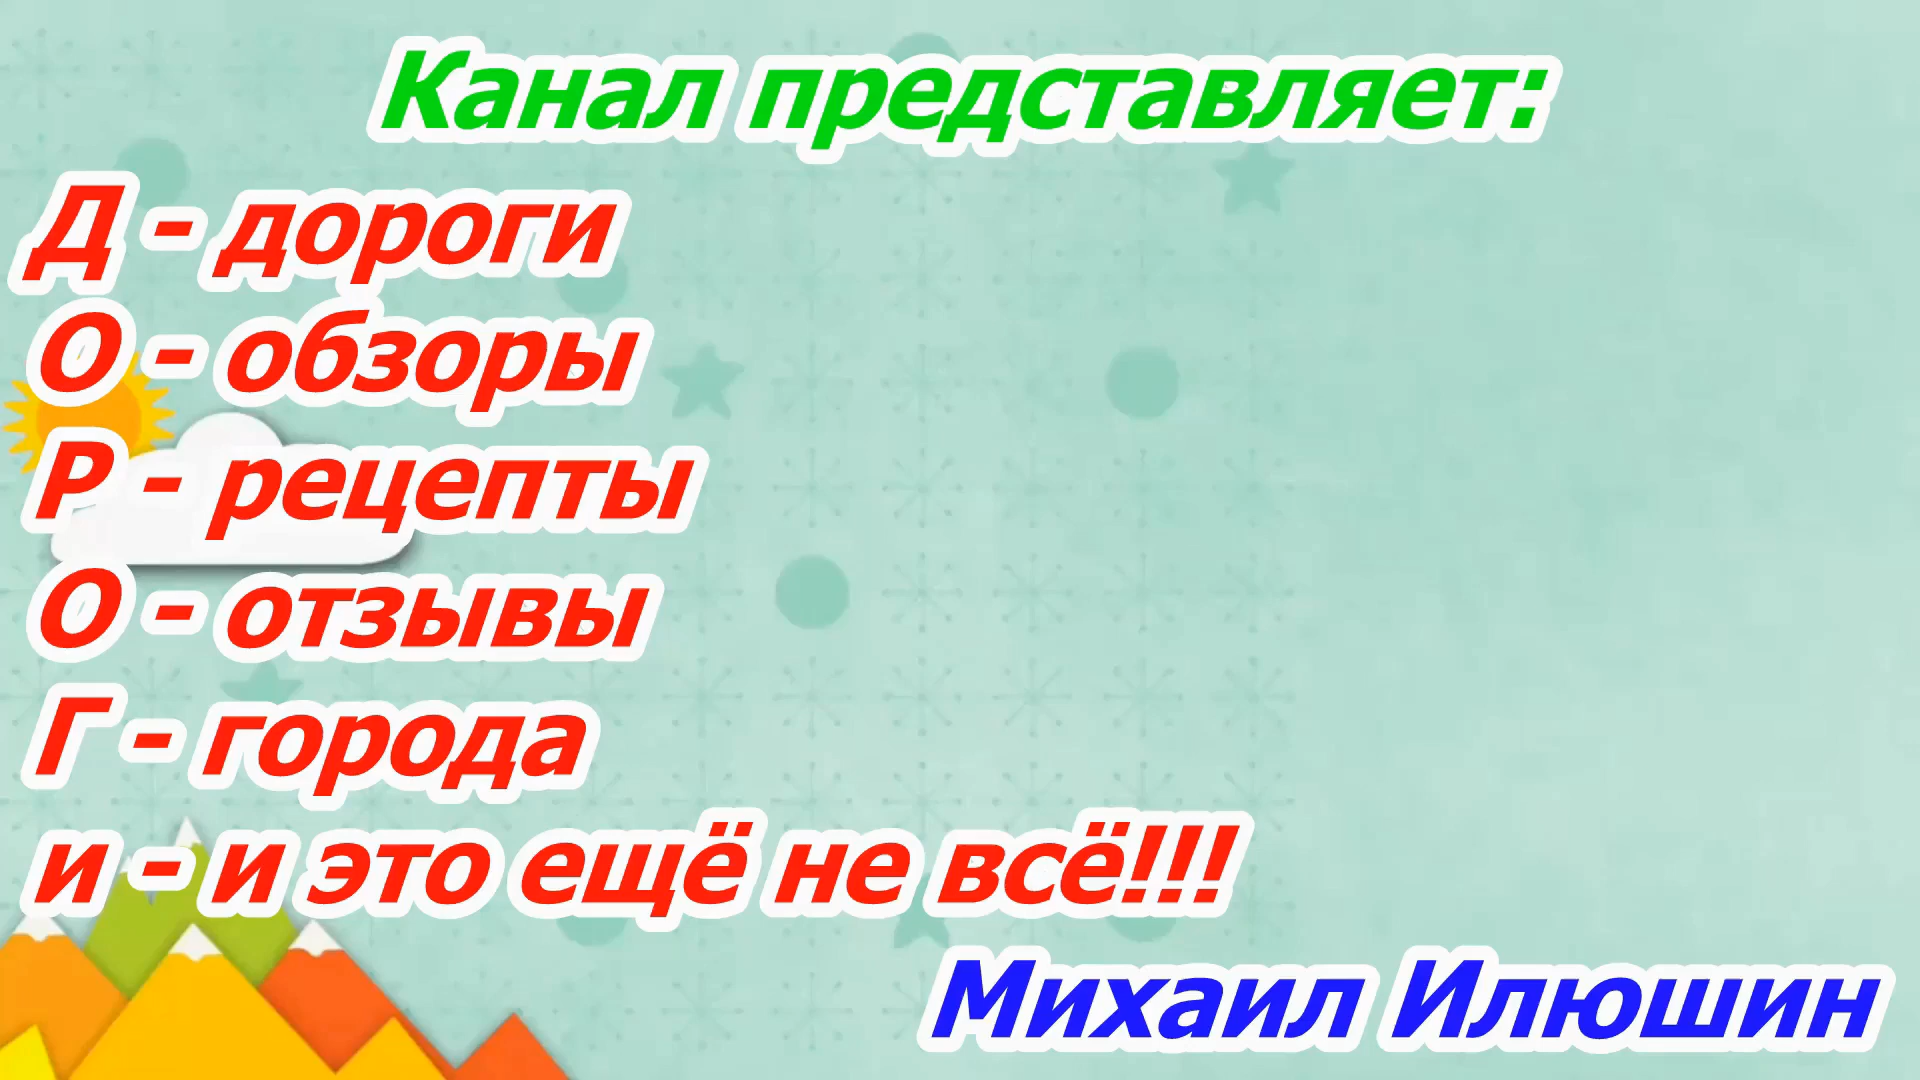 Канал представляет:
Д - дороги
О - обзоры
Р - рецепты
О - отзывы
Г - города
и - и это ещё не всё!!!
Михаил Илюшин